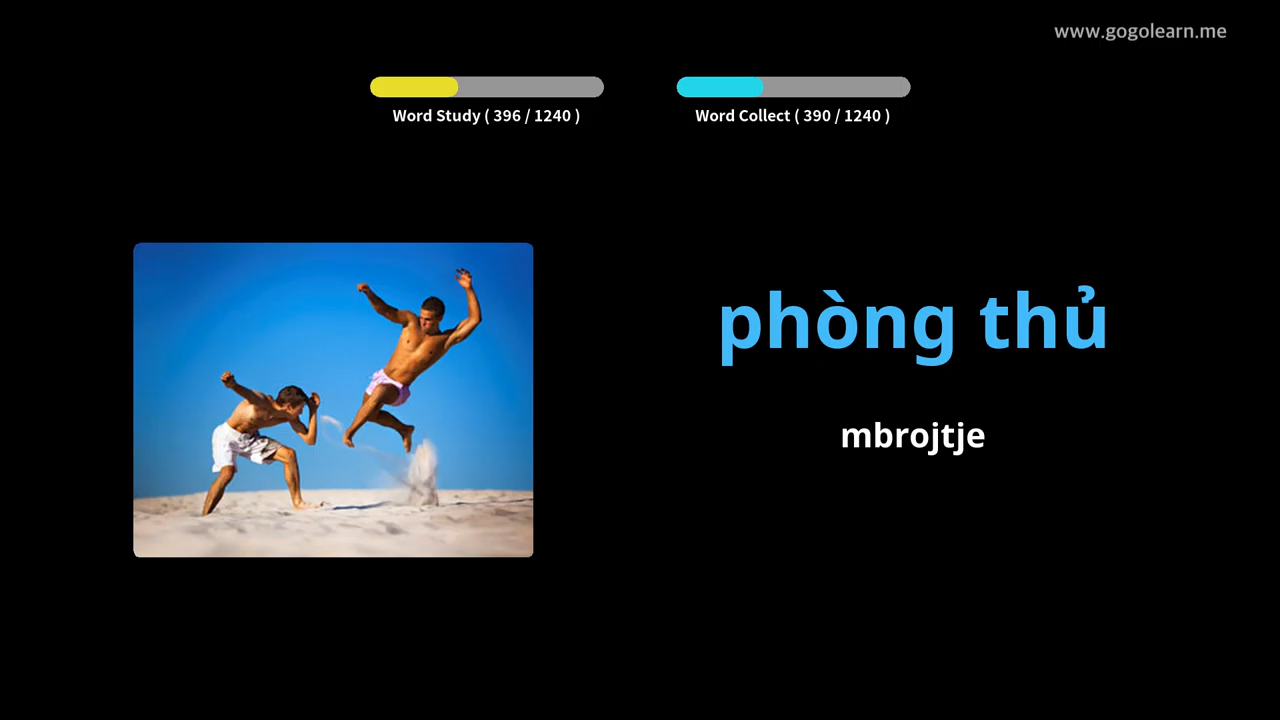 www.gogolearn.me
Word Study ( 396 / 1240 )
Word Collect ( 390 / 1240 )
phòng thủ
mbrojtje